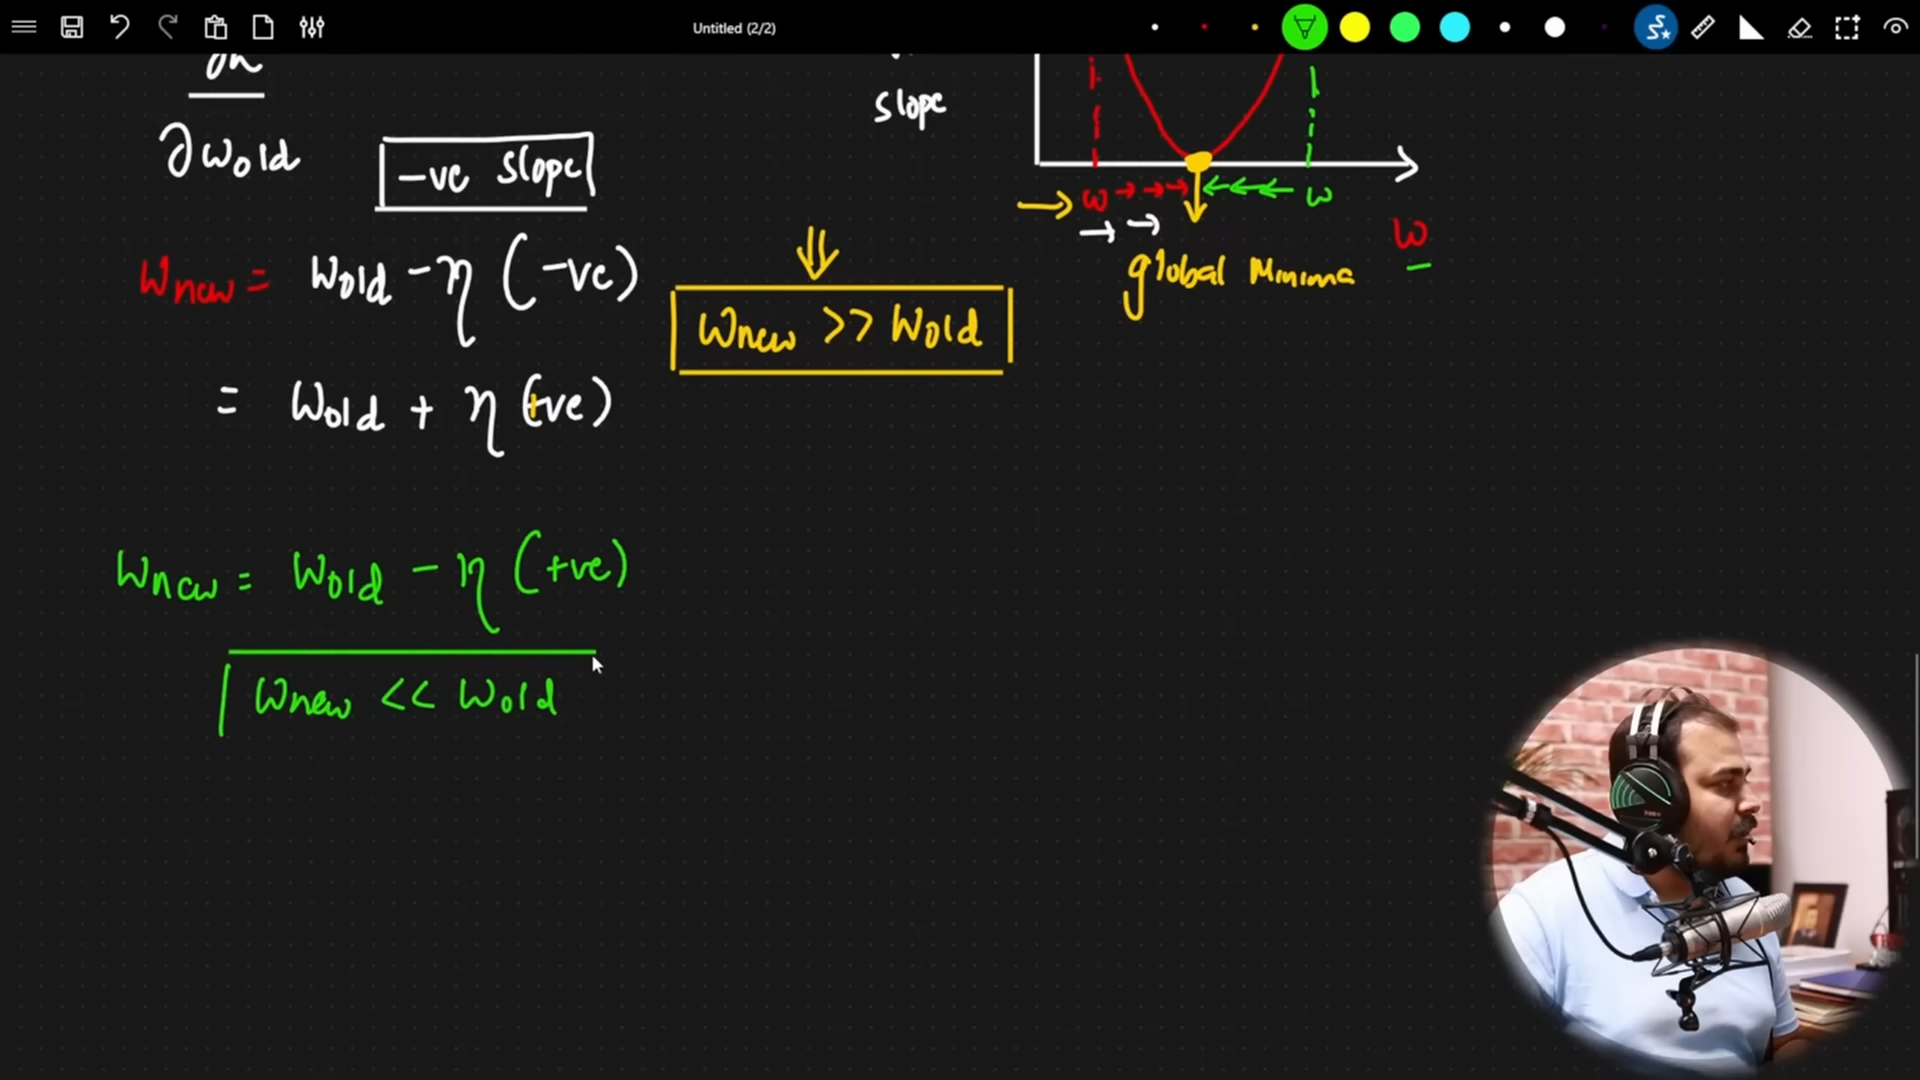 Untitled (2/2)
slope
∂wold
-ve slope
w → → → ← ← ← w
w
global Minima
wnew = wold - η (-ve)
wnew >> wold
= wold + η (+ve)
wnew = wold - η (+ve)
wnew << wold